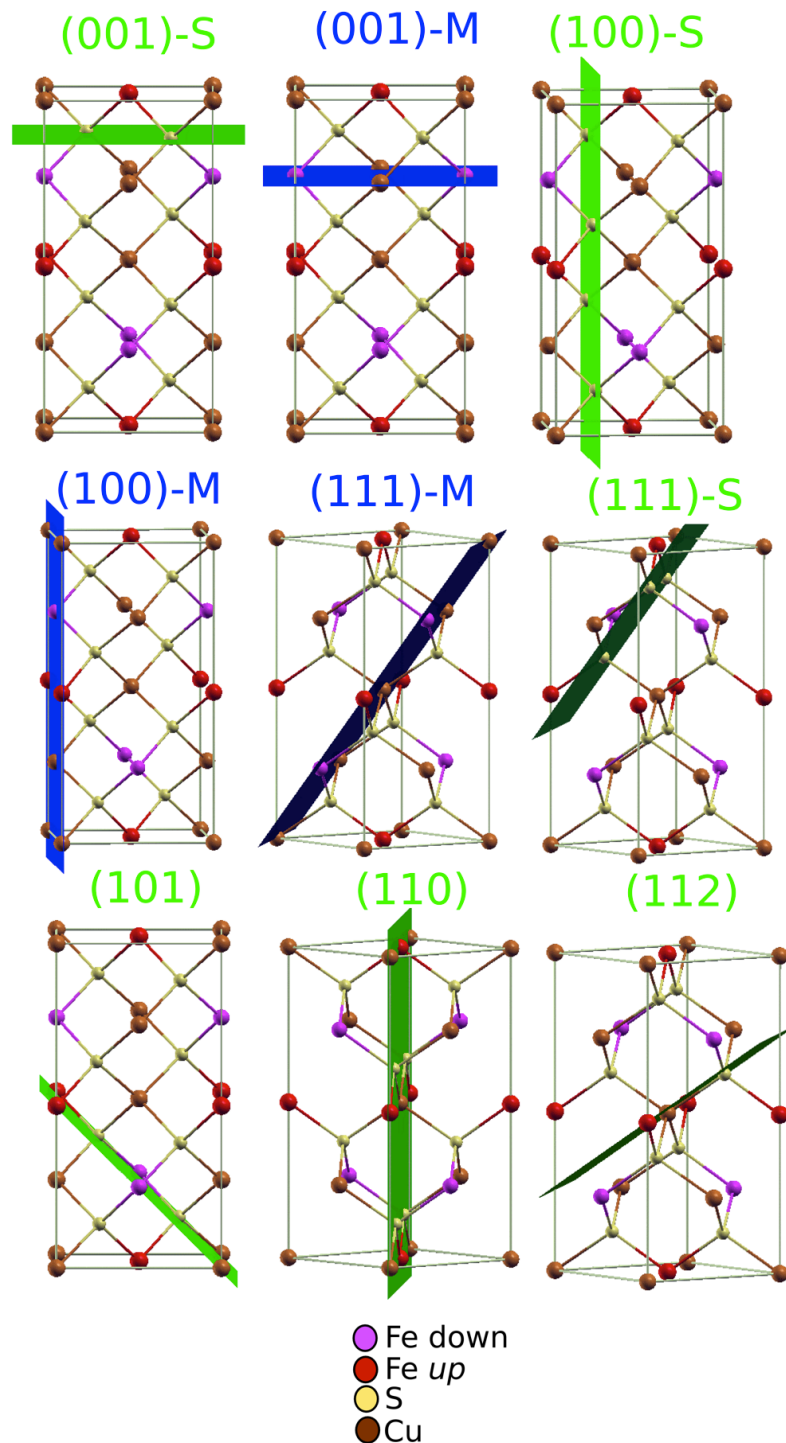 (001)-S
(001)-M
(100)-S
(100)-M
(111)-M
(111)-S
(101)
(110)
(112)
Fe down
Fe up
S
Cu